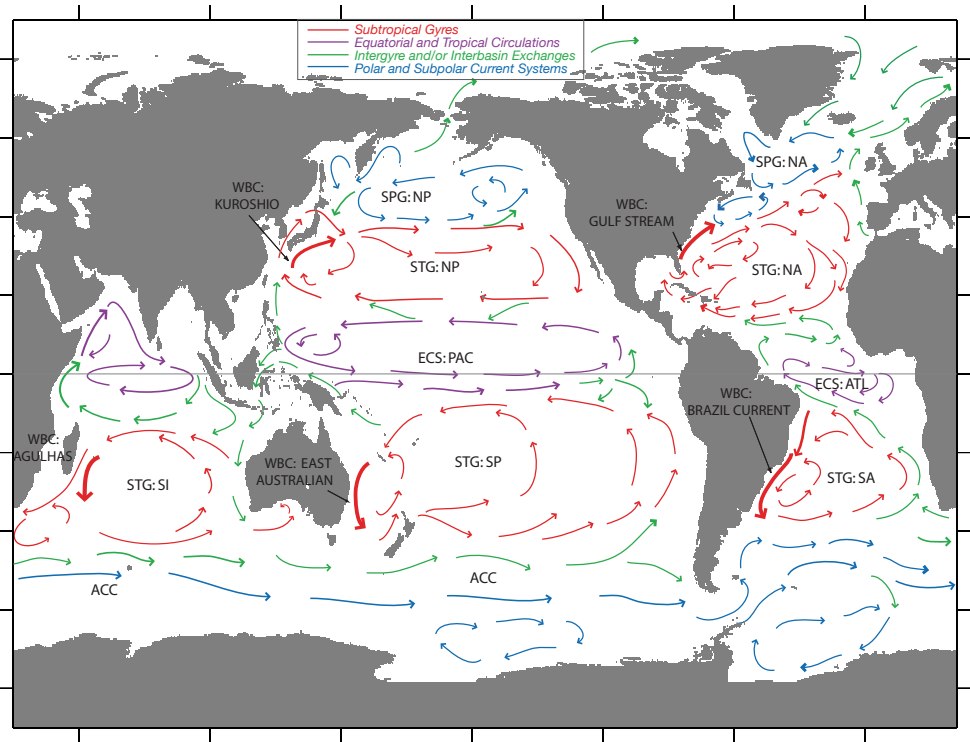 Subtropical Gyres
Equatorial and Tropical Circulations
Intergyre and/or Interbasin Exchanges
Polar and Subpolar Current Systems
SPG: NA
WBC:
KUROSHIO
SPG: NP
WBC:
GULF STREAM
STG: NP
STG: NA
ECS: PAC
ECS: ATL
WBC:
BRAZIL CURRENT
WBC:
AGULHAS
WBC: EAST
AUSTRALIAN
STG: SP
STG: SI
STG: SA
ACC
ACC